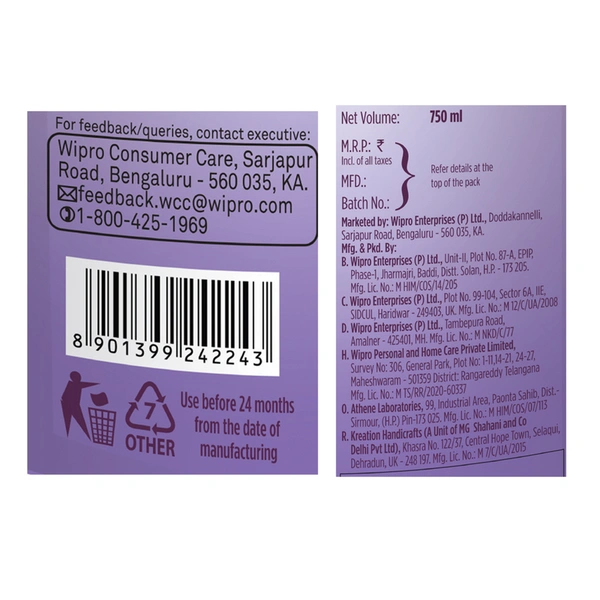 For feedback/queries, contact executive:
Wipro Consumer Care, Sarjapur
Road, Bengaluru - 560 035, KA.
feedback.wcc@wipro.com
1-800-425-1969
8 901399 242243
7
OTHER
Use before 24 months
from the date of
manufacturing
Net Volume: 750 ml
M.R.P.: ₹
Incl. of all taxes
MFD.:
Batch No.:
Refer details at the
top of the pack
Marketed by: Wipro Enterprises (P) Ltd., Doddakannelli,
Sarjapur Road, Bengaluru - 560 035, KA.
Mfg. & Pkd. By:
B. Wipro Enterprises (P) Ltd., Unit-II, Plot No. 87-A, EPIP,
Phase-1, Jharmajri, Baddi, Distt. Solan, H.P. - 173 205.
Mfg. Lic. No.: M HIM/COS/14/205
C. Wipro Enterprises (P) Ltd., Plot No. 99-104, Sector 6A, IIE,
SIDCUL, Haridwar - 249403, UK. Mfg. Lic. No.: M 12/C/UA/2008
D. Wipro Enterprises (P) Ltd., Tambepura Road,
Amalner - 425401, MH. Mfg. Lic. No.: M NKD/C/77
H. Wipro Personal and Home Care Private Limited,
Survey No: 306, General Park, Plot No: 1-11,14-21, 24-27,
Maheshwaram - 501359 District: Rangareddy Telangana
Mfg. Lic. No.: M TS/RR/2020-60337
O. Athene Laboratories, 99, Industrial Area, Paonta Sahib, Dist.-
Sirmour, (H.P.) Pin-173 025. Mfg. Lic. No.: M HIM/COS/07/113
R. Kreation Handicrafts (A Unit of MG Shahani and Co
Delhi Pvt Ltd), Khasra No. 122/37, Central Hope Town, Selaqui,
Dehradun, UK - 248 197. Mfg. Lic. No.: M 7/C/UA/2015